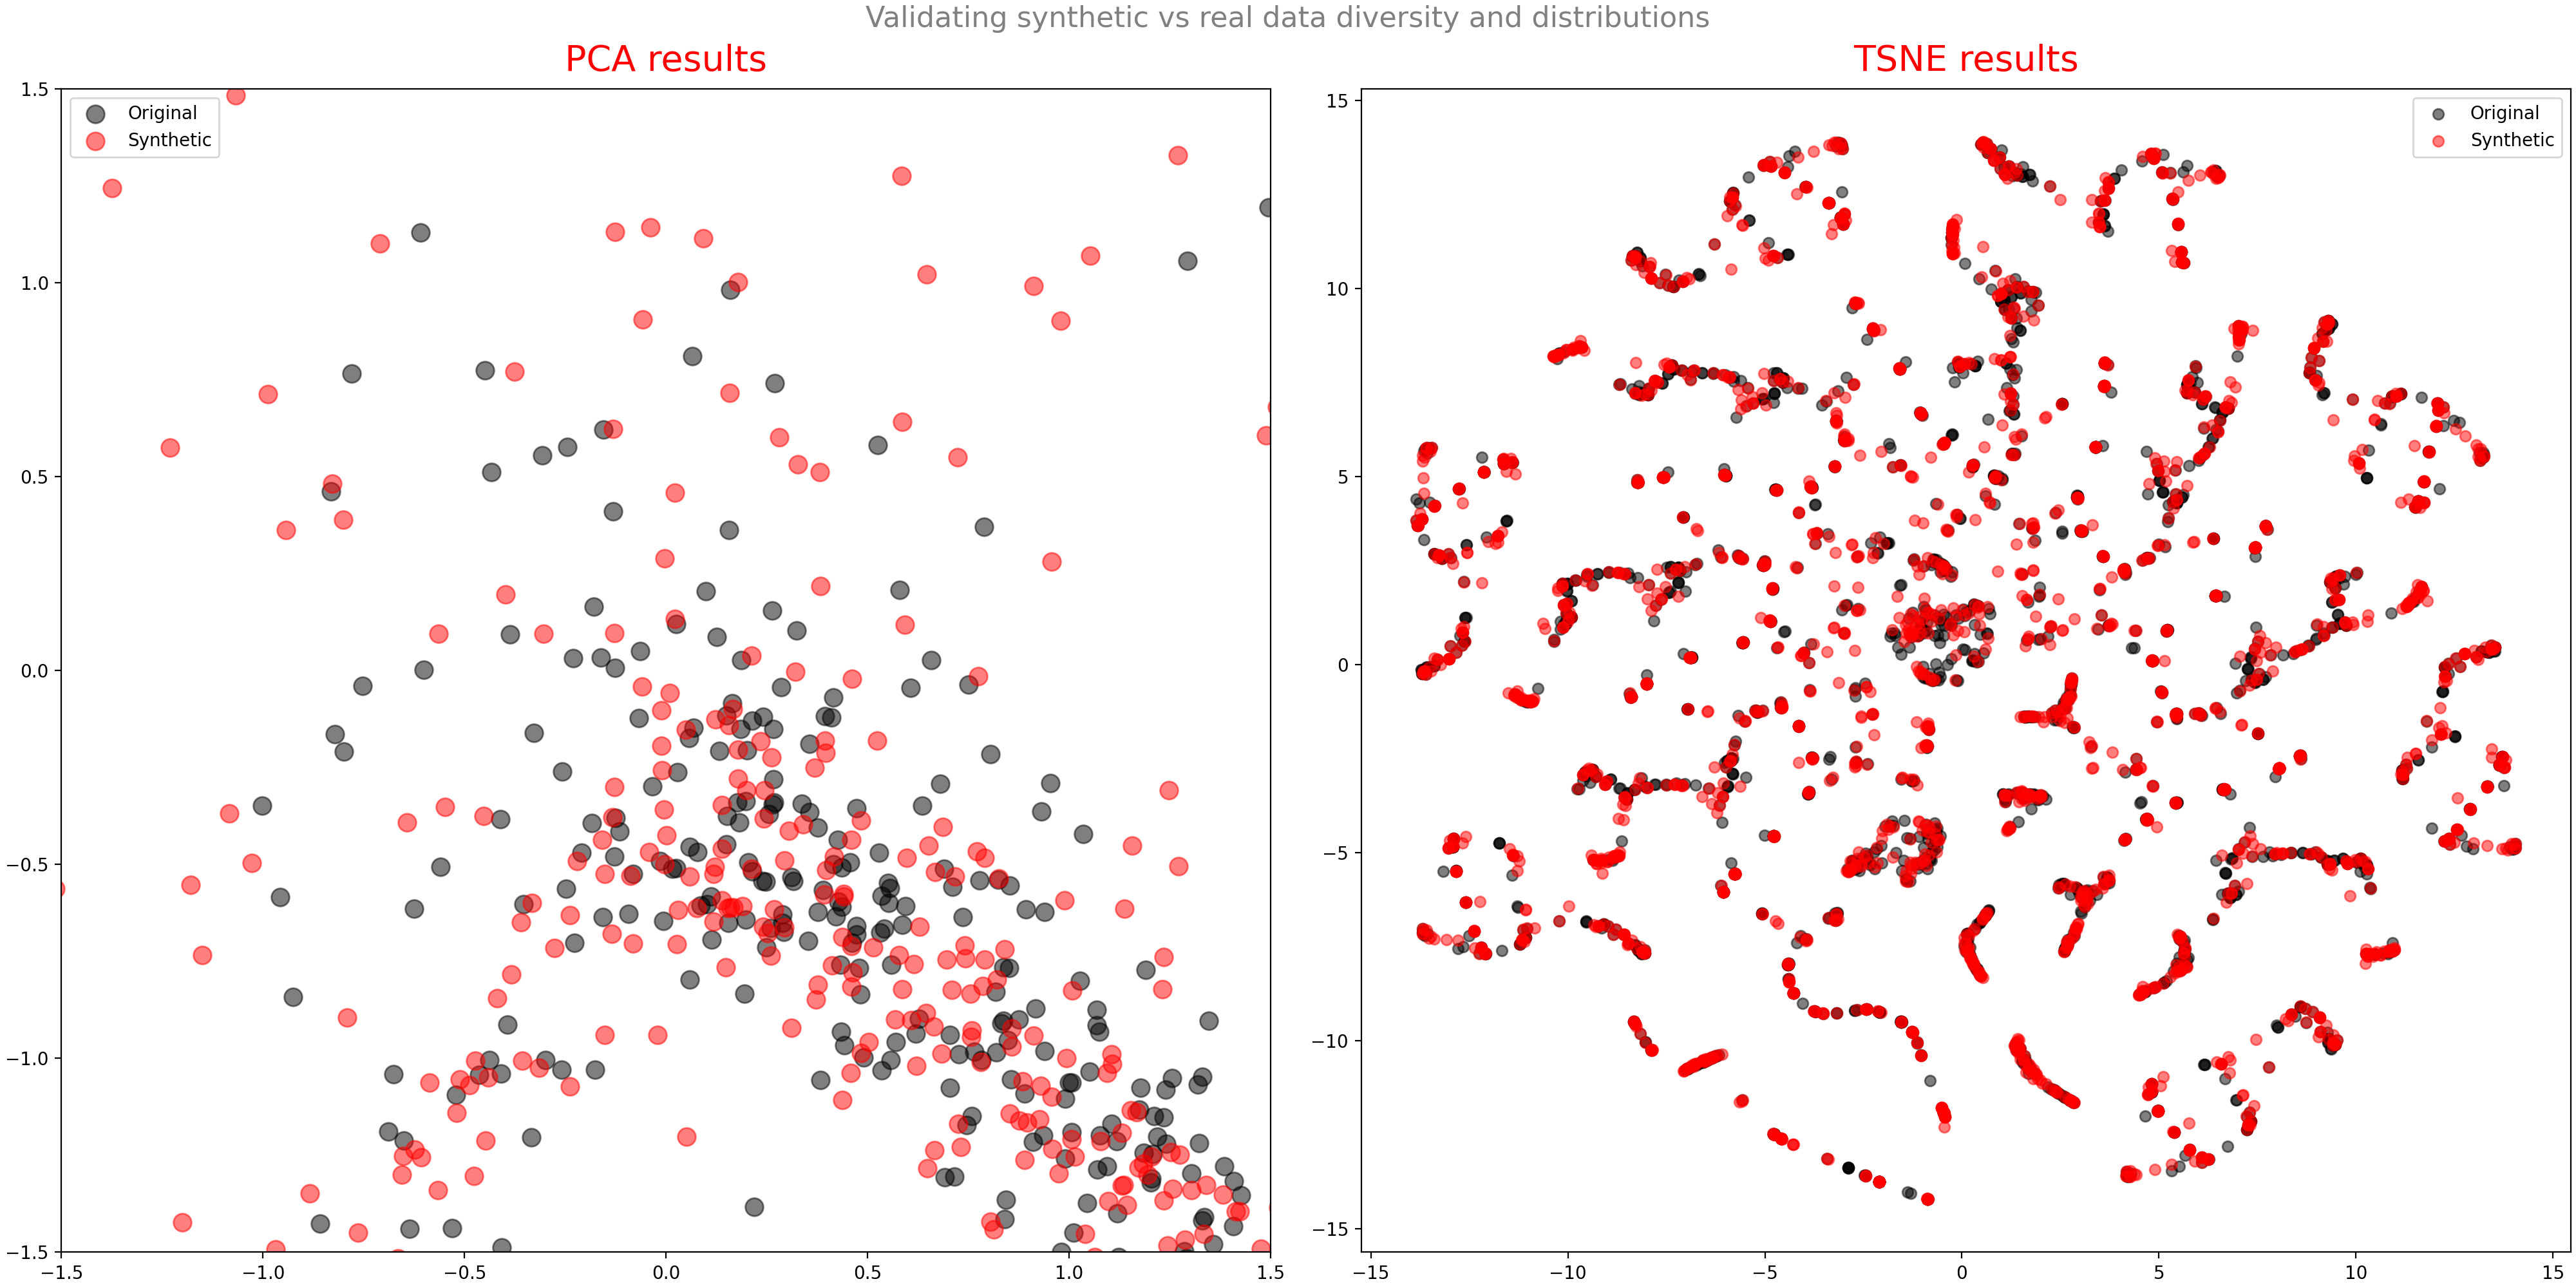 Validating synthetic vs real data diversity and distributions
PCA results
TSNE results
Original
Synthetic
1.5
1.0
0.5
0.0
−0.5
−1.0
−1.5
−1.5 −1.0 −0.5 0.0 0.5 1.0 1.5
Original
Synthetic
15
10
5
0
−5
−10
−15
−15 −10 −5 0 5 10 15